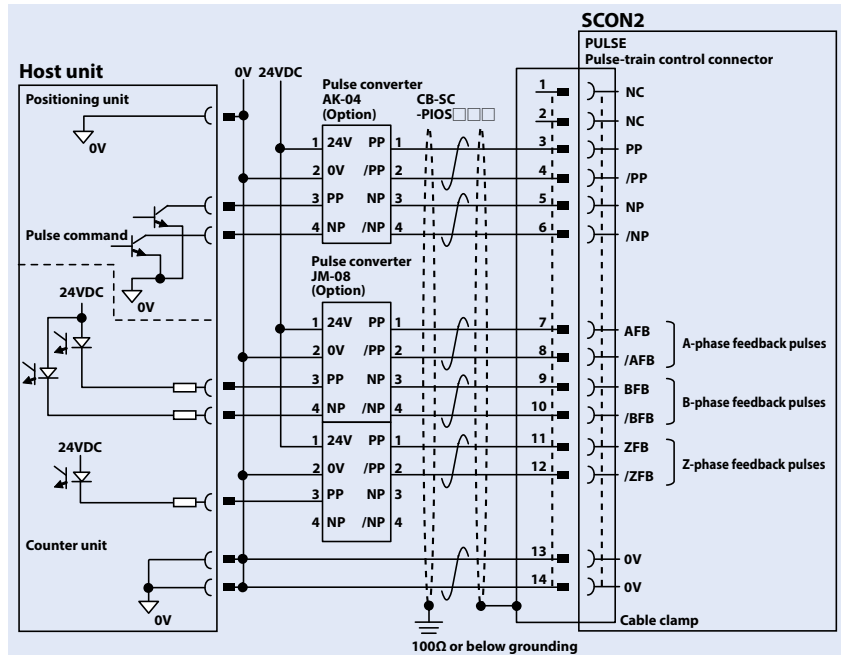 SCON2
PULSE
Pulse-train control connector
Host unit
0V 24VDC
Positioning unit
0V
Pulse converter
AK-04
(Option)
CB-SC
-PIOS□□□
1 NC
2 NC
1 24V PP 1 3 PP
2 0V /PP 2 4 /PP
3 PP NP 3 5 NP
4 NP /NP 4 6 /NP
Pulse command
0V
Pulse converter
JM-08
(Option)
24VDC
1 24V PP 1 7 AFB
2 0V /PP 2 8 /AFB
A-phase feedback pulses
3 PP NP 3 9 BFB
4 NP /NP 4 10 /BFB
B-phase feedback pulses
24VDC
1 24V PP 1 11 ZFB
2 0V /PP 2 12 /ZFB
Z-phase feedback pulses
3 PP NP 3
4 NP /NP 4
Counter unit
13 0V
14 0V
0V
Cable clamp
100Ω or below grounding